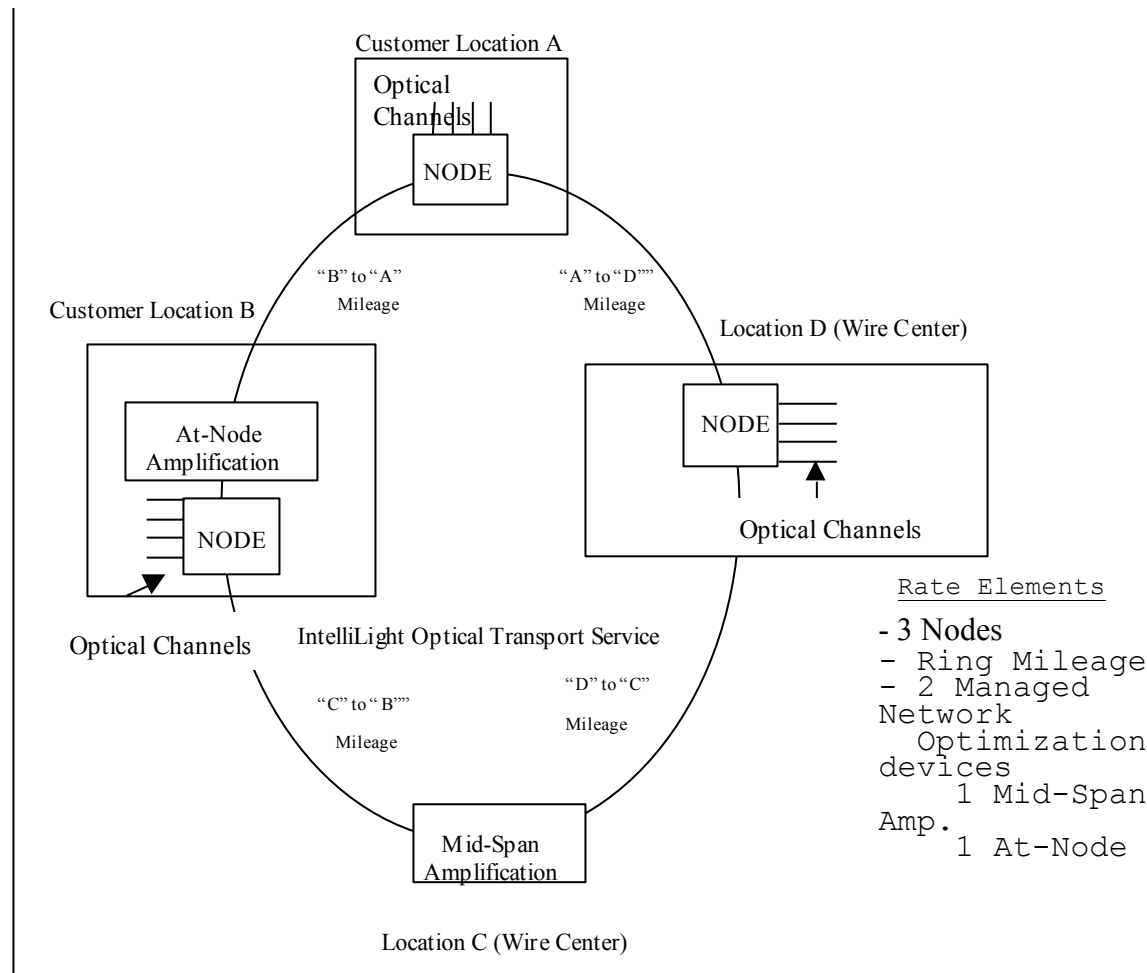 Customer Location A
Optical
Channels
NODE
“B” to “A”
Mileage
“A” to “D””
Mileage
Customer Location B
Location D (Wire Center)
At-Node
Amplification
NODE
NODE
Optical Channels
Optical Channels
Rate Elements
- 3 Nodes
- Ring Mileage
- 2 Managed
Network
Optimization
devices
1 Mid-Span
Amp.
1 At-Node
IntelliLight Optical Transport Service
“C” to “B””
Mileage
“D” to “C”
Mileage
Mid-Span
Amplification
Location C (Wire Center)